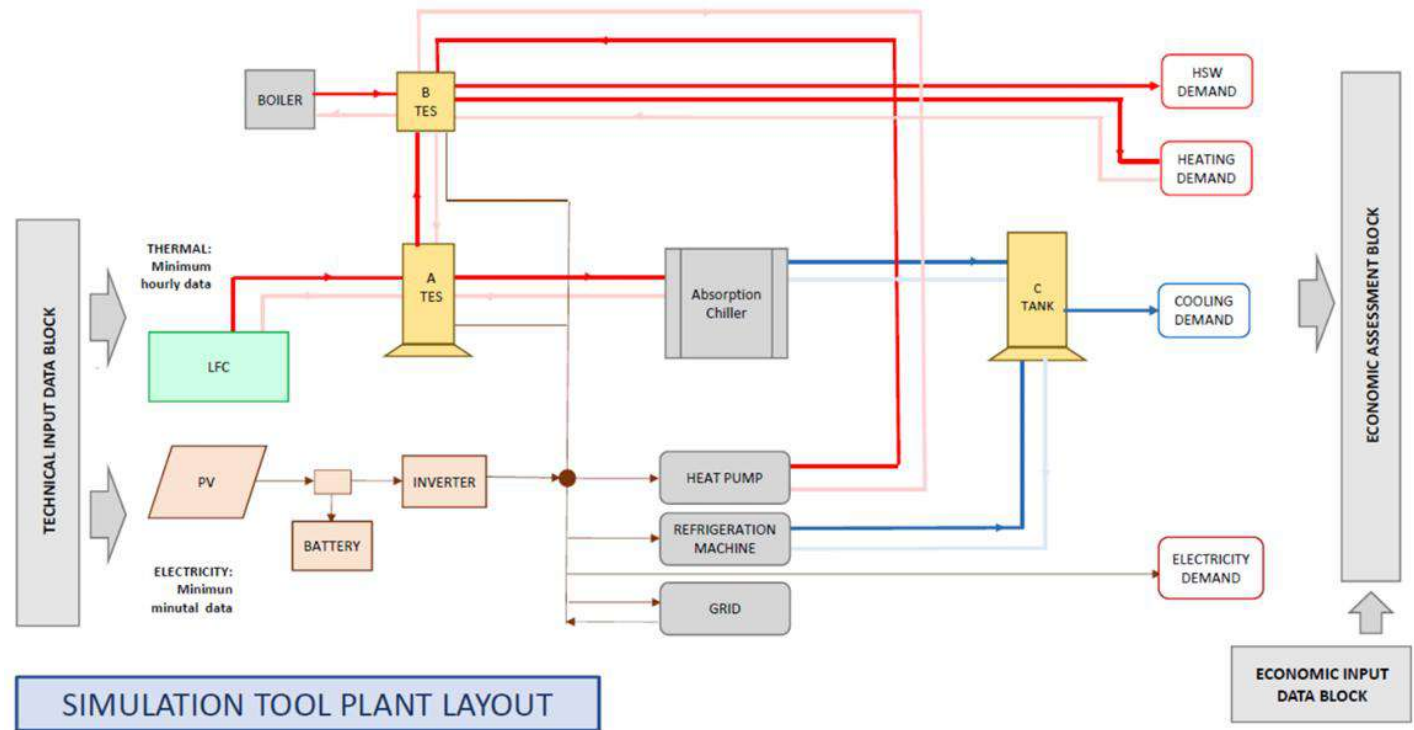 BOILER
B
TES
HSW
DEMAND
HEATING
DEMAND
TECHNICAL INPUT DATA BLOCK
THERMAL:
Minimum
hourly data
LFC
A
TES
Absorption
Chiller
C
TANK
COOLING
DEMAND
ECONOMIC ASSESSMENT BLOCK
PV
INVERTER
BATTERY
HEAT PUMP
REFRIGERATION
MACHINE
GRID
ELECTRICITY
DEMAND
ELECTRICITY:
Minimun
minutal data
ECONOMIC INPUT
DATA BLOCK
SIMULATION TOOL PLANT LAYOUT